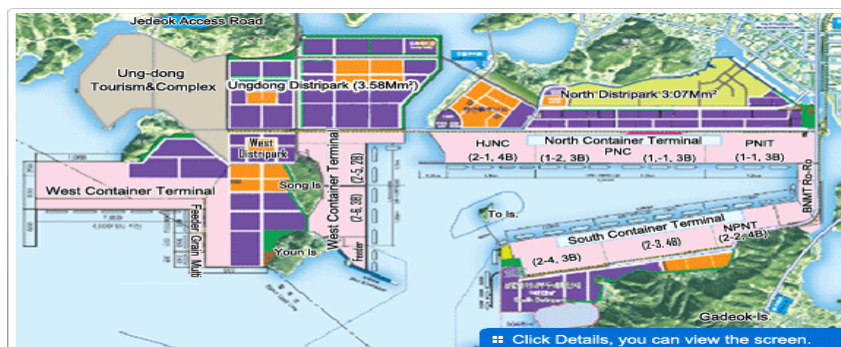 Jedeok Access Road
Ung-dong
Tourism&Complex
Ungdong Distripark (3.58Mm²)
North Distripark 3.07Mm²
West
Distripark
HJNC
(2-1, 4B)
North Container Terminal
PNC
(1-2, 3B)
(1,-1, 3B)
PNIT
(1-1, 3B)
BNMT Ro-Ro
West Container Terminal
Song Is
West Container Terminal
(2-5, 2B)
(2-6, 3B)
Feeder
Feeder Grain Multi
Youn Is
To Is.
South Container Terminal
NPNT
(2-2, 4B)
(2-3, 4B)
(2-4, 3B)
Gadeok Is.
Click Details, you can view the screen.